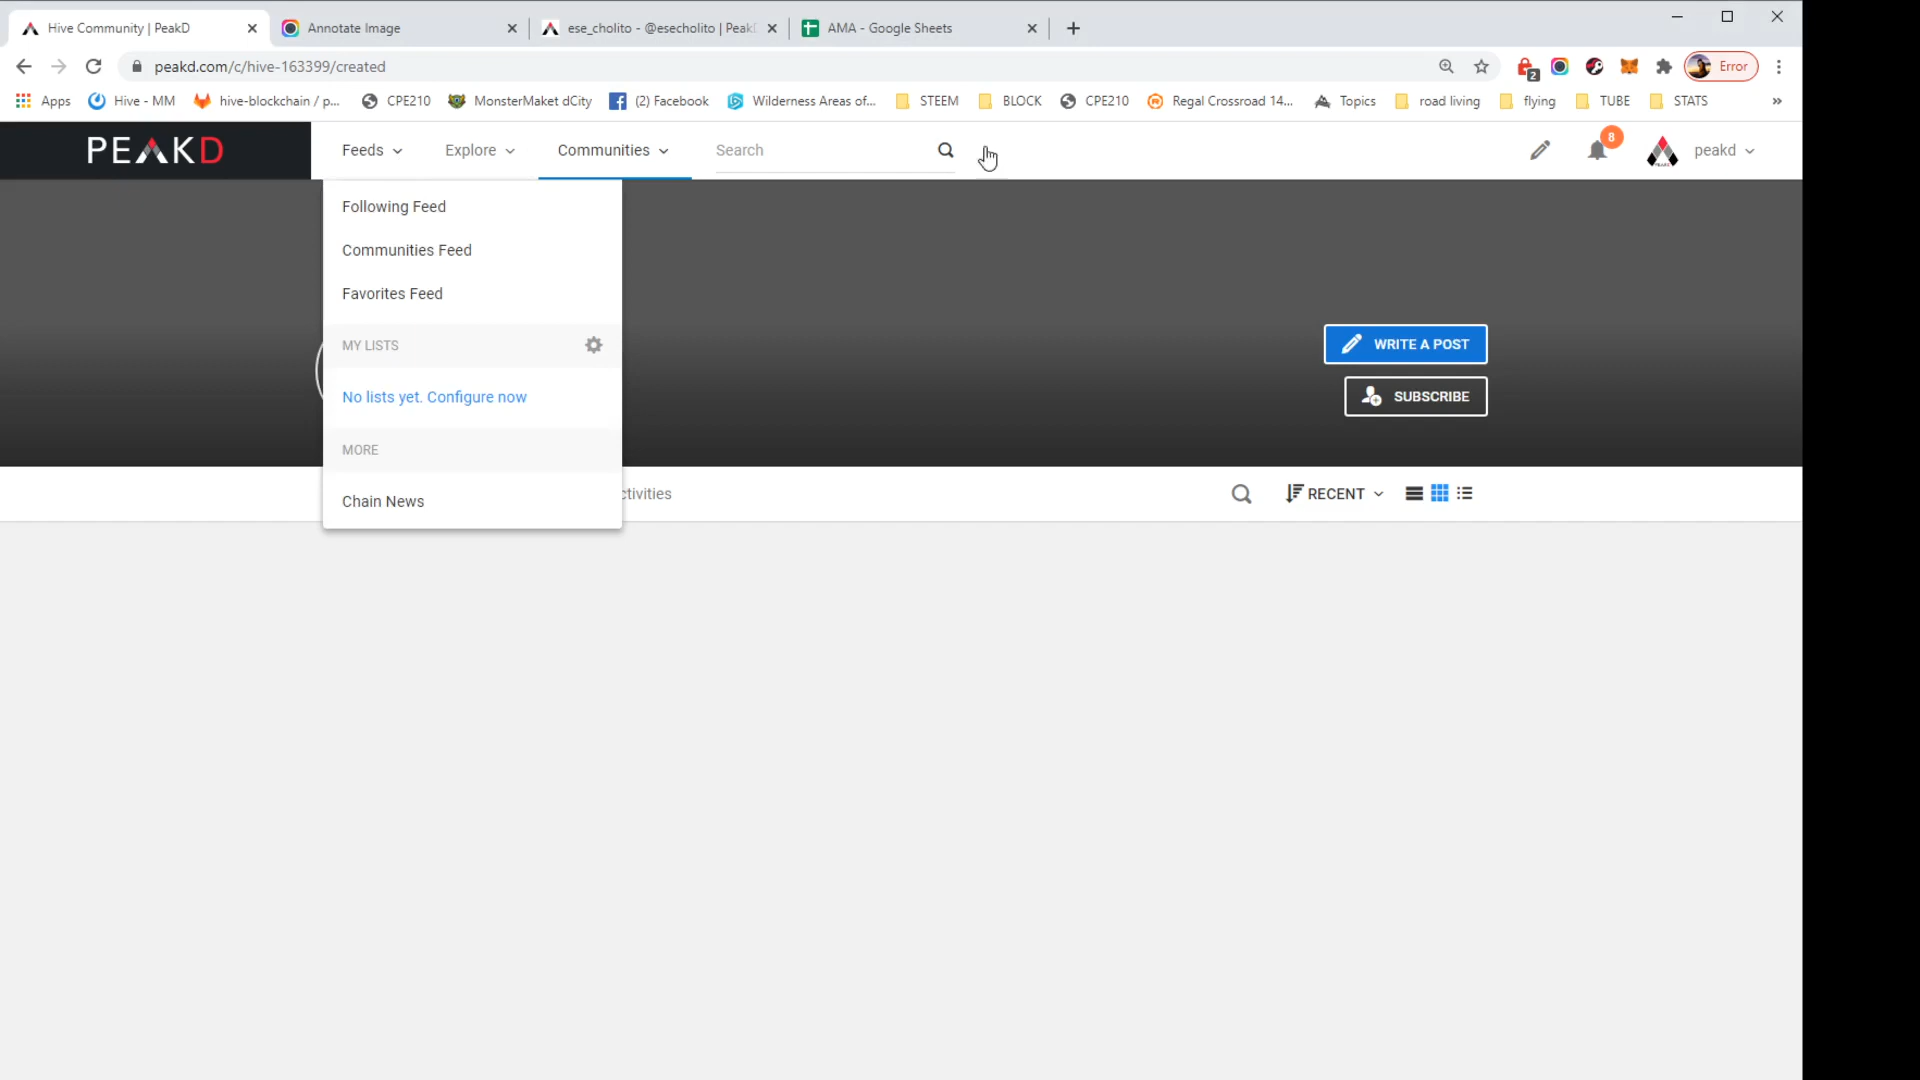 Hive Community | PeakD
Annotate Image
ese_cholito - @esecholito | Peak
AMA - Google Sheets
peakd.com/c/hive-163399/created
2
Error
Apps
Hive - MM
hive-blockchain / p...
CPE210
MonsterMaket dCity
(2) Facebook
Wilderness Areas of...
STEEM
BLOCK
CPE210
Regal Crossroad 14...
Topics
road living
flying
TUBE
STATS
»
PEAKD
Feeds
Explore
Communities
Search
8
peakd
Following Feed
Communities Feed
Favorites Feed
MY LISTS
WRITE A POST
No lists yet. Configure now
SUBSCRIBE
MORE
Chain News
ctivities
RECENT